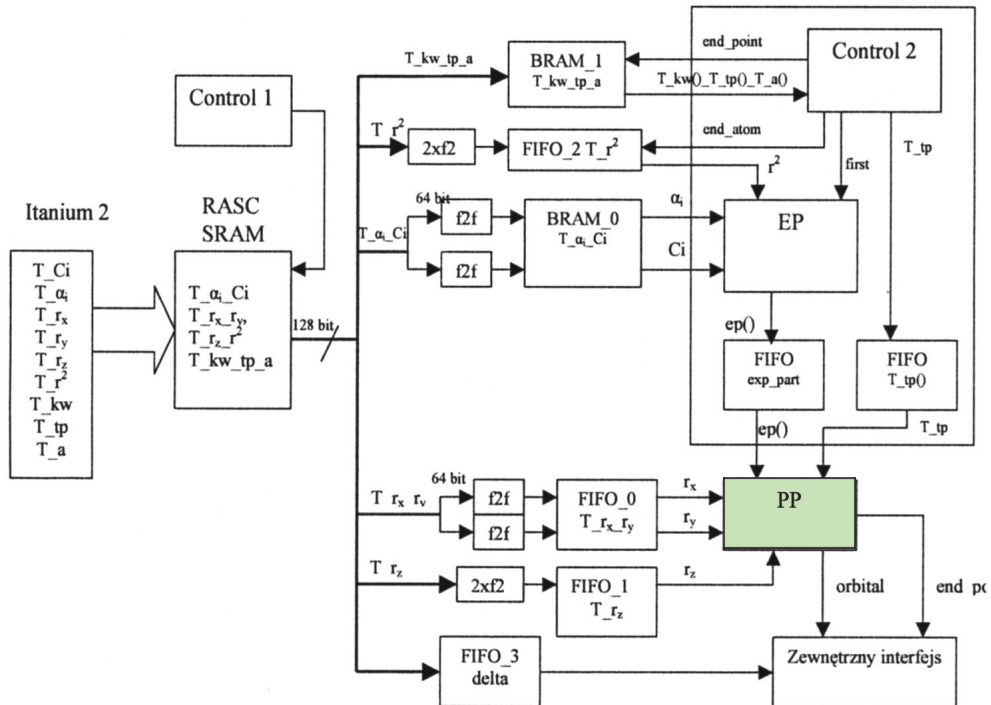 end_point
T_kw_tp_a
BRAM_1
T_kw_tp_a
Control 2
T_kw()_T_tp()_T_a()
Control 1
end_atom
T r²
2xf2
FIFO_2 T_r²
r²
first
T_tp
64 bit
f2f
BRAM_0
T_αi_Ci
αi
EP
Itanium 2
RASC
SRAM
T_αi_Ci
f2f
Ci
T_Ci
T_αi
T_rx
T_ry
T_rz
T_r²
T_kw
T_tp
T_a
T_αi_Ci
T_rx_ry,
T_rz_r²
T_kw_tp_a
128 bit
ep()
FIFO
exp_part
FIFO
T_tp()
ep()
T_tp
64 bit
T rx rv
f2f
f2f
FIFO_0
T_rx_ry
rx
ry
PP
T rz
2xf2
FIFO_1
T_rz
rz
orbital
end
FIFO_3
delta
Zewnętrzny interfejs